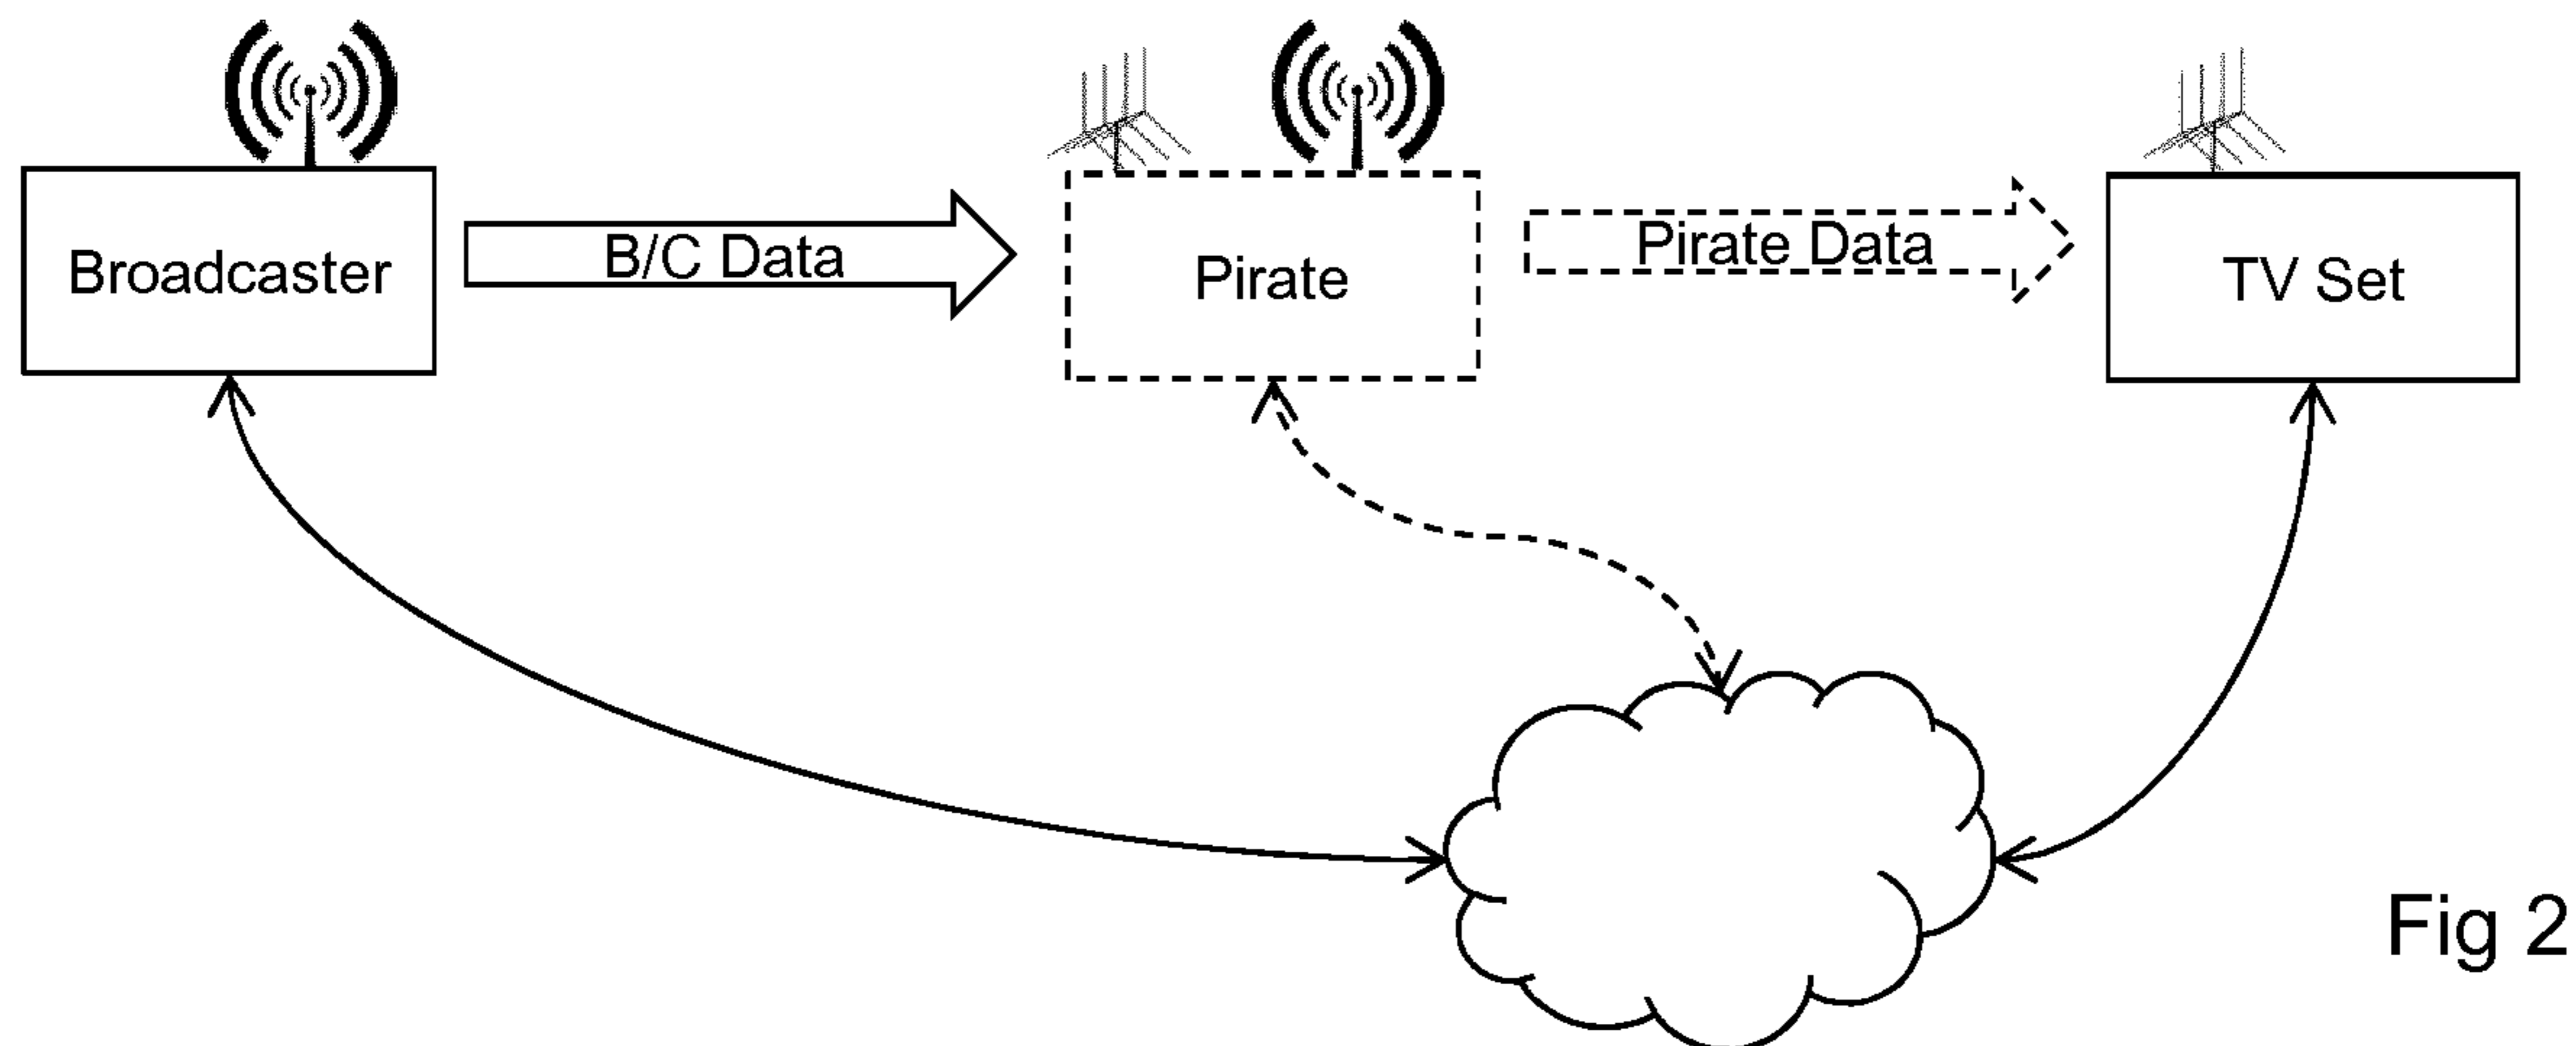 Broadcaster
B/C Data
Pirate
Pirate Data
TV Set
Fig 2